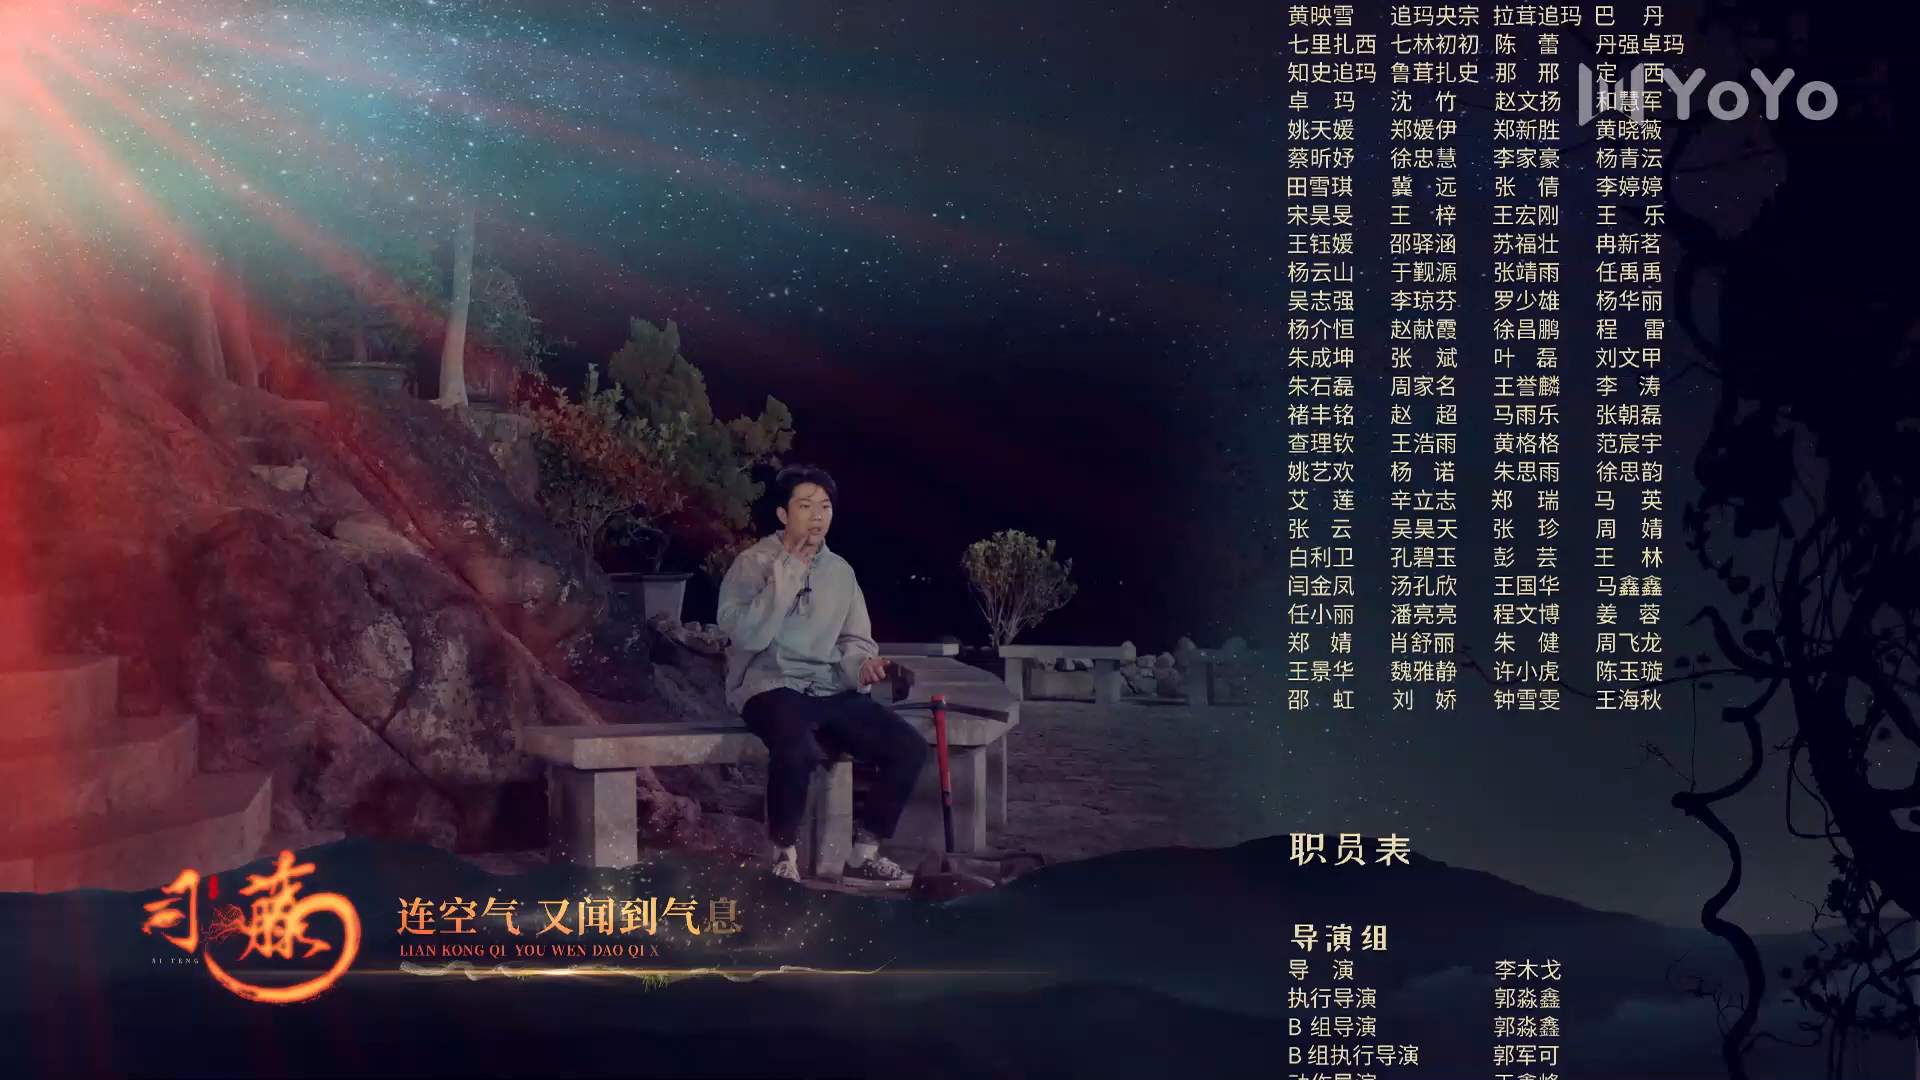 黄映雪 追玛央宗 拉茸追玛 巴丹
七里扎西 七林初初 陈蕾 丹强卓玛
知史追玛 鲁茸扎史 那邢 定西
卓玛 沈竹 赵文扬 和慧军
YoYo
姚天媛 郑媛伊 郑新胜 黄晓薇
蔡昕妤 徐忠慧 李家豪 杨青沄
田雪琪 冀远 张倩 李婷婷
宋昊旻 王梓 王宏刚 王乐
王钰媛 邵驿涵 苏福壮 冉新茗
杨云山 于觐源 张靖雨 任禹禹
吴志强 李琼芬 罗少雄 杨华丽
杨介恒 赵献霞 徐昌鹏 程雷
朱成坤 张斌 叶磊 刘文甲
朱石磊 周家名 王誉麟 李涛
褚丰铭 赵超 马雨乐 张朝磊
查理钦 王浩雨 黄格格 范宸宇
姚艺欢 杨诺 朱思雨 徐思韵
艾莲 辛立志 郑瑞 马英
张云 吴昊天 张珍 周婧
白利卫 孔碧玉 彭芸 王林
闫金凤 汤孔欣 王国华 马鑫鑫
任小丽 潘亮亮 程文博 姜蓉
郑婧 肖舒丽 朱健 周飞龙
王景华 魏雅静 许小虎 陈玉璇
邵虹 刘娇 钟雪雯 王海秋
职员表
导演组
导演 李木戈
执行导演 郭淼鑫
B 组导演 郭淼鑫
B 组执行导演 郭军可
司藤
SI TENG
连空气 又闻到气息
LIAN KONG QI YOU WEN DAO QI X